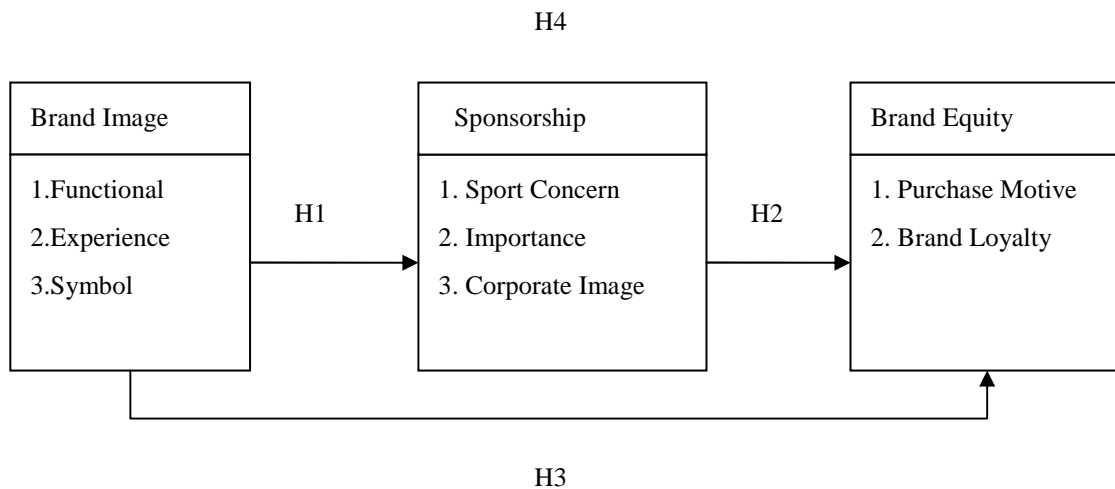 H4
Brand Image
1.Functional
2.Experience
3.Symbol
H1
Sponsorship
1. Sport Concern
2. Importance
3. Corporate Image
H2
Brand Equity
1. Purchase Motive
2. Brand Loyalty
H3